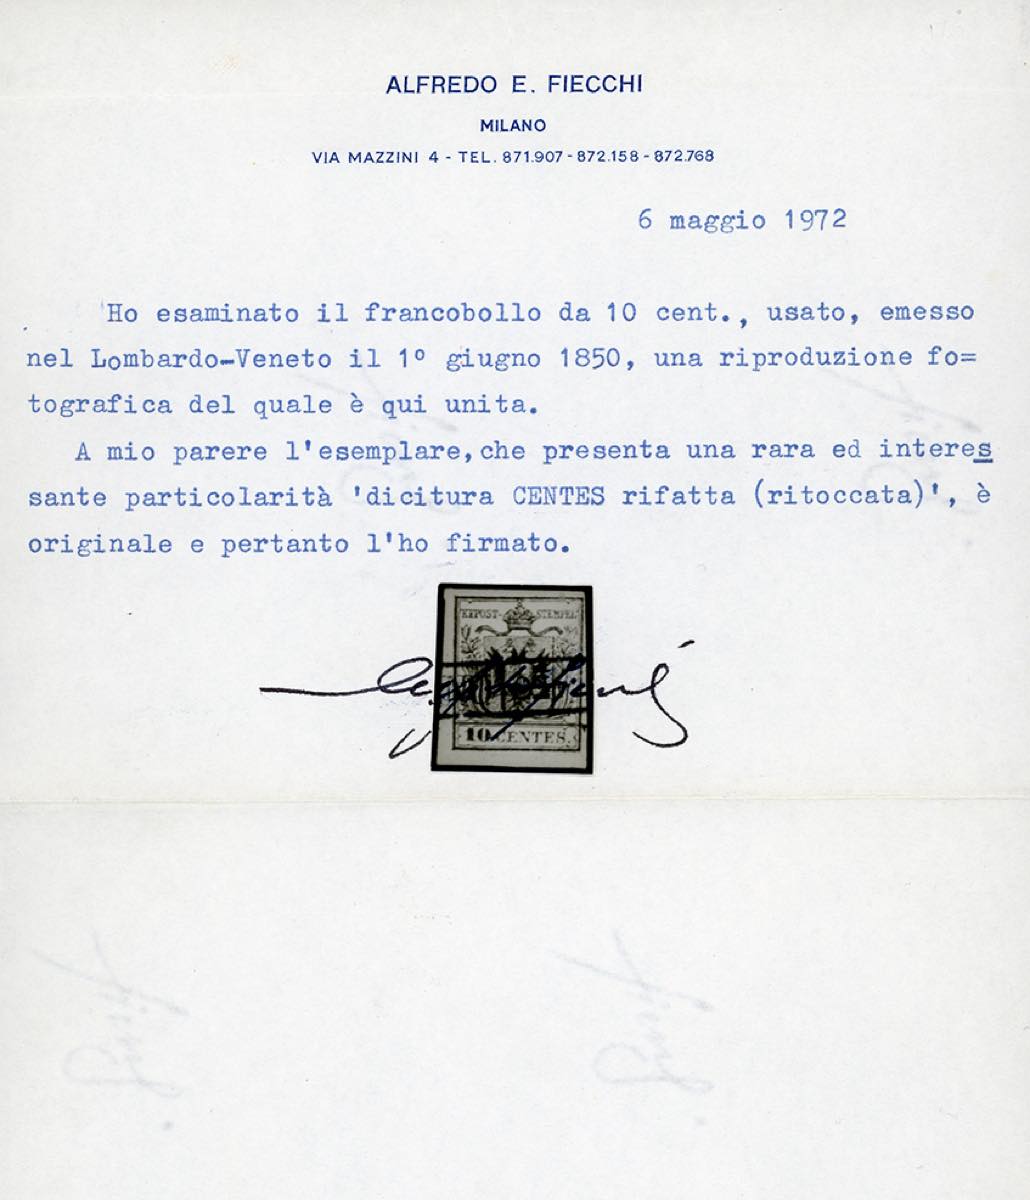 ALFREDO E. FIECCHI
MILANO
VIA MAZZINI 4 - TEL. 871.907 - 872.158 - 872.768
6 maggio 1972
Ho esaminato il francobollo da 10 cent., usato, emesso
nel Lombardo-Veneto il 1º giugno 1850, una riproduzione fo=
tografica del quale è qui unita.
A mio parere l'esemplare, che presenta una rara ed interes
sante particolarità 'dicitura CENTES rifatta (ritoccata)', è
originale e pertanto l'ho firmato.
KKPOST-STEMPEL
10 CENTES.